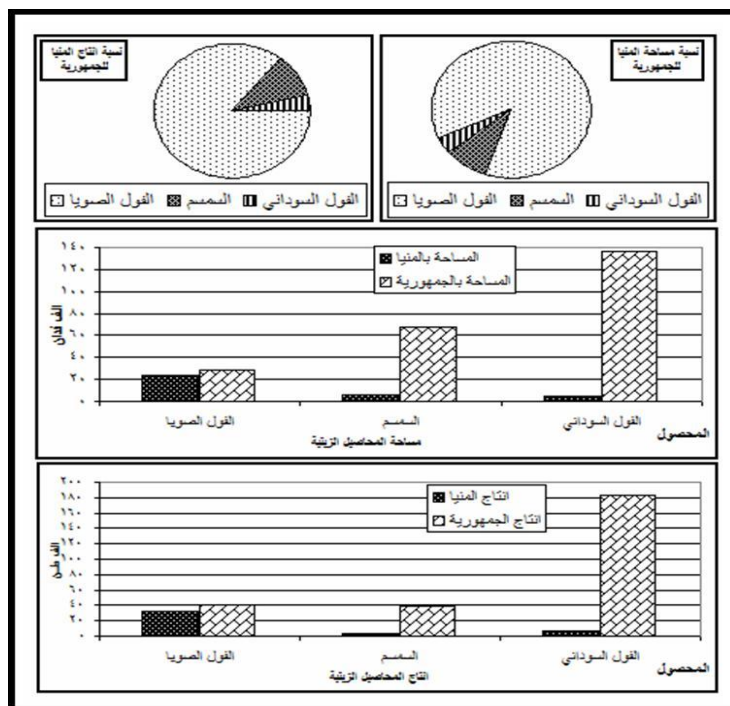 نسبة مساحة المنيا
للجمهورية
الفول الصويا السمسم الفول السوداني
نسبة انتاج المنيا
للجمهورية
الفول الصويا السمسم الفول السوداني
المساحة بالمنيا
المساحة بالجمهورية
الف فدان
١٤٠
١٢٠
١٠٠
٨٠
٦٠
٤٠
٢٠
٠
الفول الصويا السمسم الفول السوداني
المحصول
مساحة المحاصيل الزيتية
انتاج المنيا
انتاج الجمهورية
الف طن
٢٠٠
١٨٠
١٦٠
١٤٠
١٢٠
١٠٠
٨٠
٦٠
٤٠
٢٠
٠
الفول الصويا السمسم الفول السوداني
المحصول
انتاج المحاصيل الزيتية